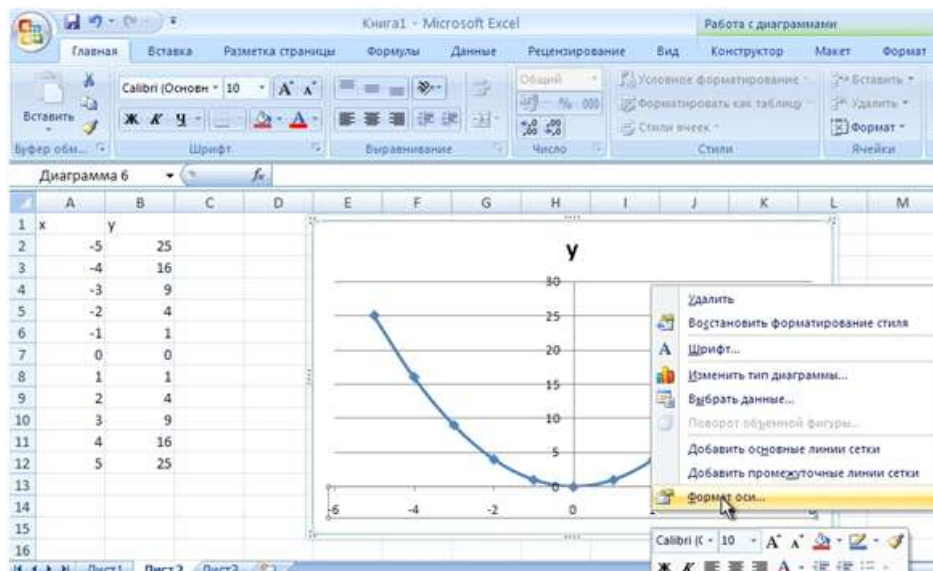 Книга1 - Microsoft Excel
Работа с диаграммами
Главная Вставка Разметка страницы Формулы Данные Рецензирование Вид Конструктор Макет Формат
Вставить
Calibri (Основн 10 A A
Общий
Условное форматирование
Вставить
Ж К Ч А
% 000
Форматировать как таблицу
Удалить
,0 ,00
,00 ,0
Стили ячеек
Формат
Буфер обм... Шрифт Выравнивание Число Стили Ячейки
Диаграмма 6 fx
A B C D E F G H I J K L M
1 x y
2 -5 25
3 -4 16
4 -3 9
5 -2 4
6 -1 1
7 0 0
8 1 1
9 2 4
10 3 9
11 4 16
12 5 25
13
14
15
16
y
30
25
20
15
10
5
0
-6 -4 -2 0
Удалить
Восстановить форматирование стиля
Шрифт...
Изменить тип диаграммы...
Выбрать данные...
Поворот объемной фигуры...
Добавить основные линии сетки
Добавить промежуточные линии сетки
Формат оси...
Calibri (С 10 A A
Ж К А
Лист1 Лист2 Лист3